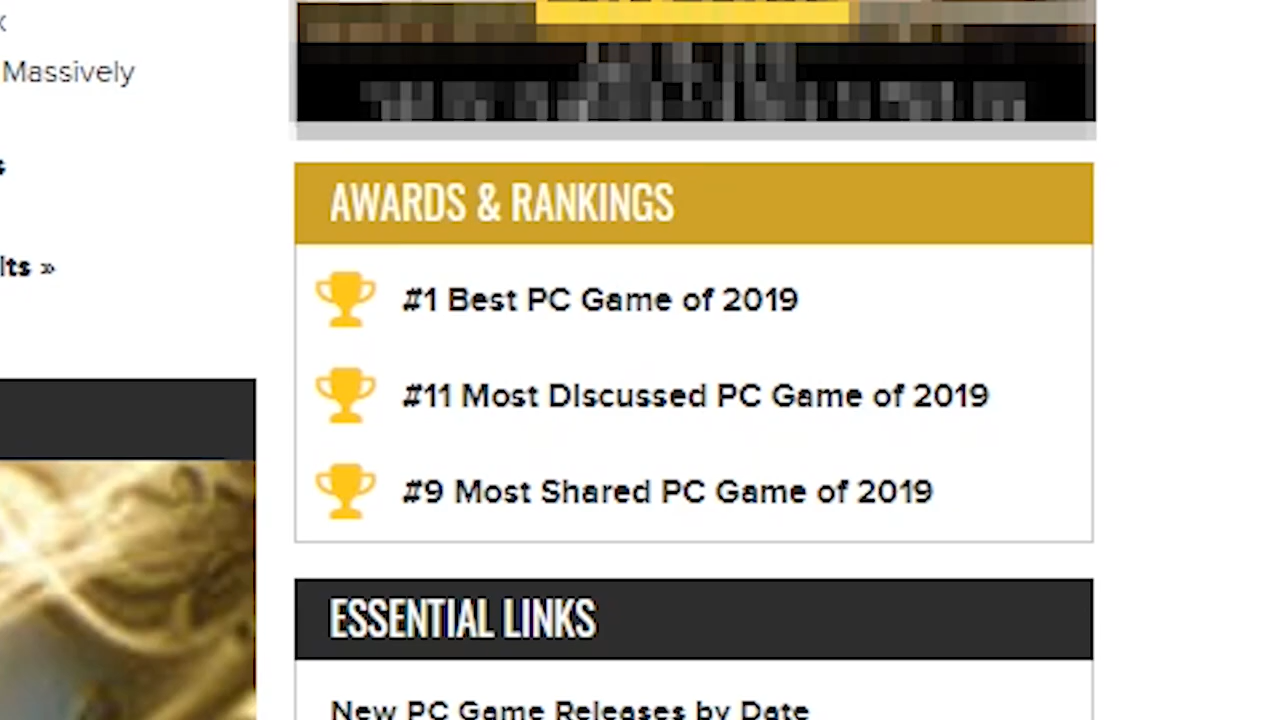 Massively
lts »
AWARDS & RANKINGS
#1 Best PC Game of 2019
#11 Most Discussed PC Game of 2019
#9 Most Shared PC Game of 2019
ESSENTIAL LINKS
New PC Game Releases by Date